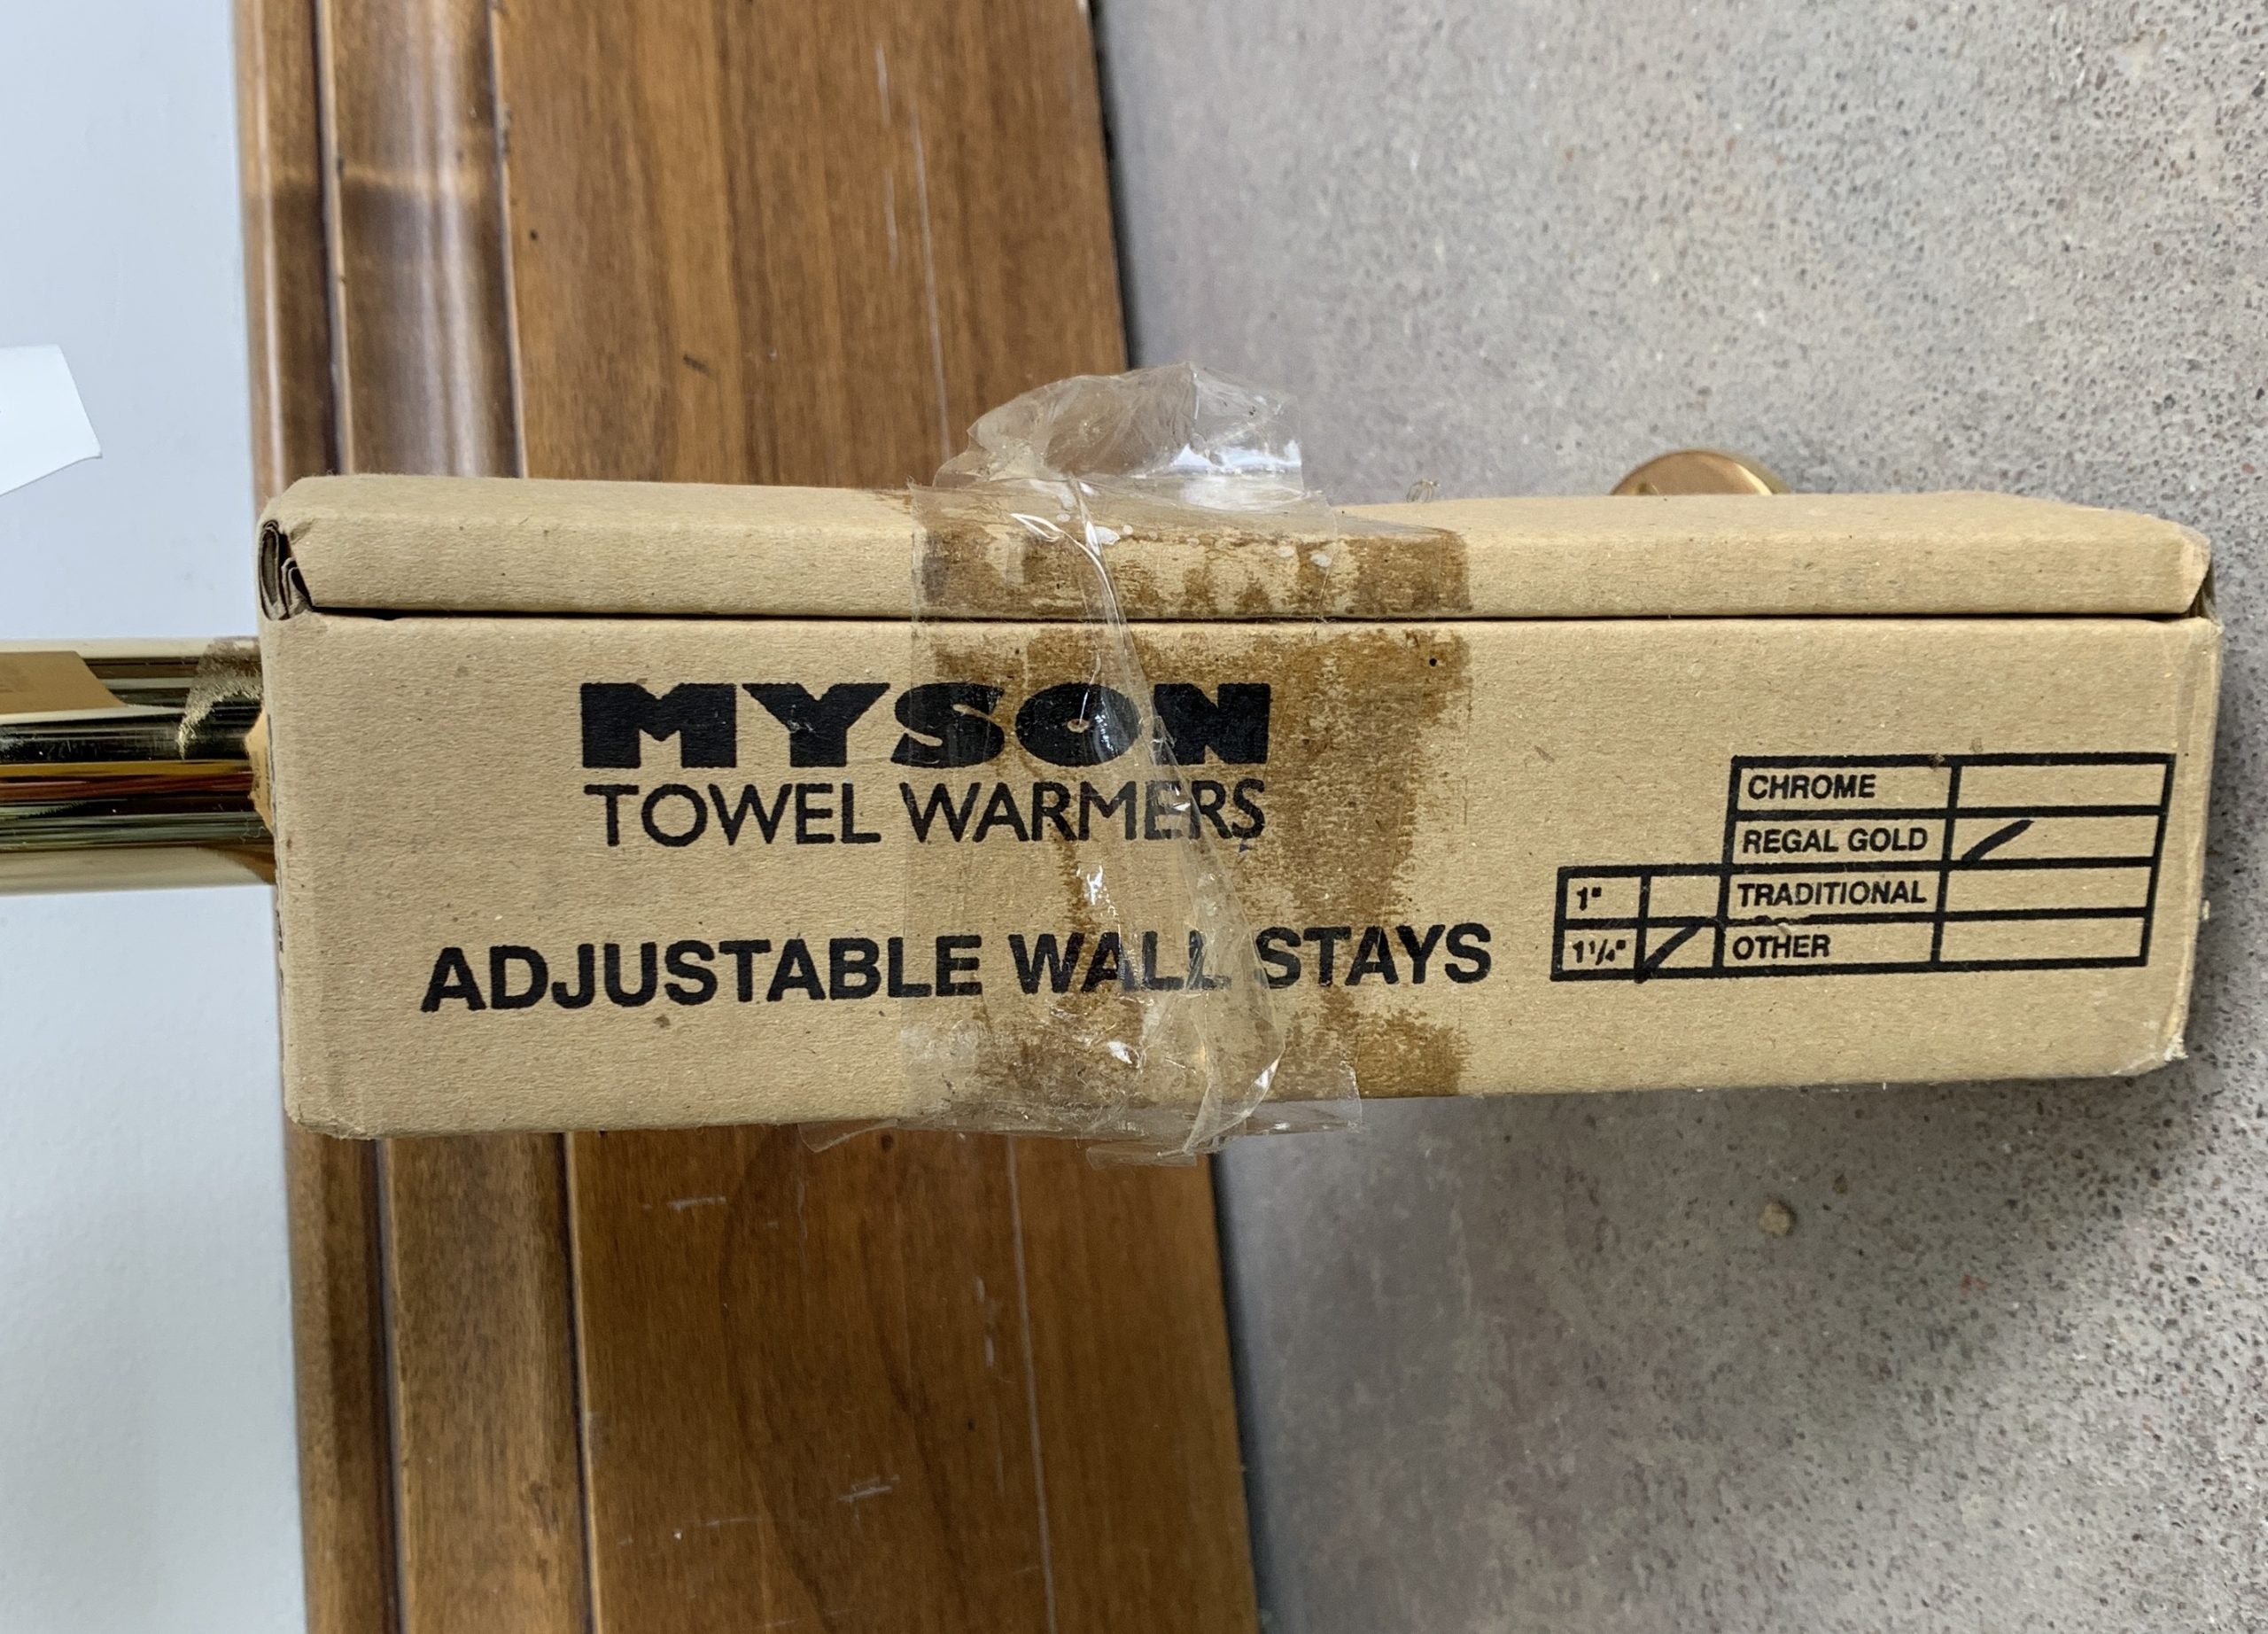 MYSON
TOWEL WARMERS
ADJUSTABLE WALL STAYS
CHROME
REGAL GOLD
1" TRADITIONAL
1¼" OTHER